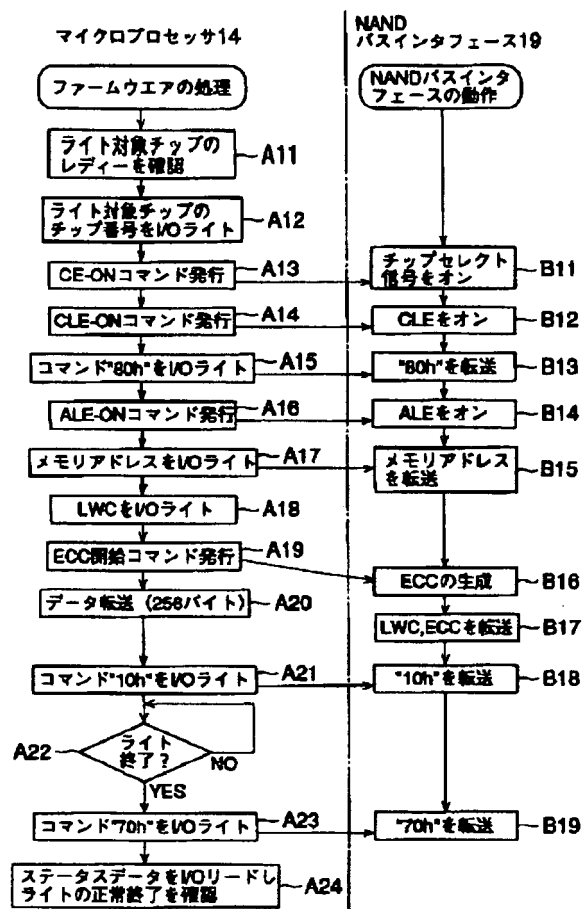 マイクロプロセッサ14
NAND
バスインタフェース19
ファームウエアの処理
NANDバスインタ
フェースの動作
ライト対象チップの
レディーを確認
A11
ライト対象チップの
チップ番号をI/Oライト
A12
CE-ONコマンド発行
A13
チップセレクト
信号をオン
B11
CLE-ONコマンド発行
A14
CLEをオン
B12
コマンド"80h"をI/Oライト
A15
"80h"を転送
B13
ALE-ONコマンド発行
A16
ALEをオン
B14
メモリアドレスをI/Oライト
A17
メモリアドレス
を転送
B15
LWCをI/Oライト
A18
ECC開始コマンド発行
A19
ECCの生成
B16
データ転送（256バイト）
A20
LWC,ECCを転送
B17
コマンド"10h"をI/Oライト
A21
"10h"を転送
B18
ライト
終了？
A22
NO
YES
コマンド"70h"をI/Oライト
A23
"70h"を転送
B19
ステータスデータをI/Oリードし
ライトの正常終了を確認
A24